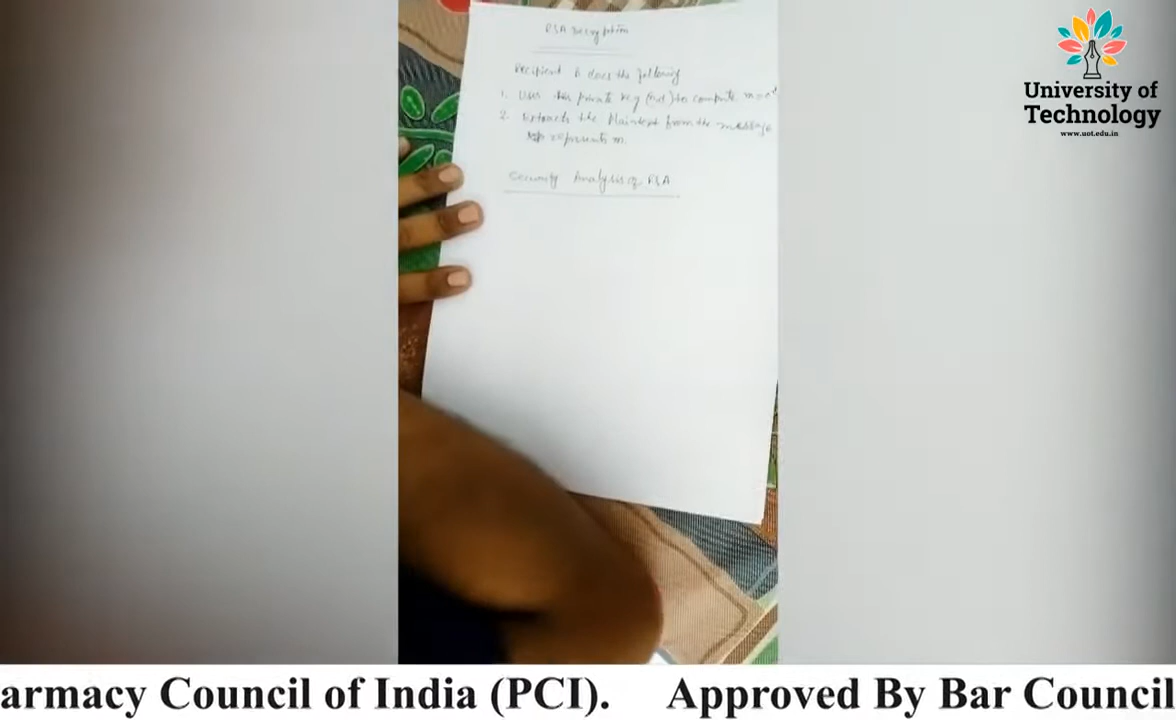 RSA Decryption
Recipient B does the following
1. Uses his private key (n,d) to compute
2. Extracts the Plaintext from the message
represents m.
Security Analysis of RSA
University of
Technology
www.uot.edu.in
armacy Council of India (PCI). Approved By Bar Council